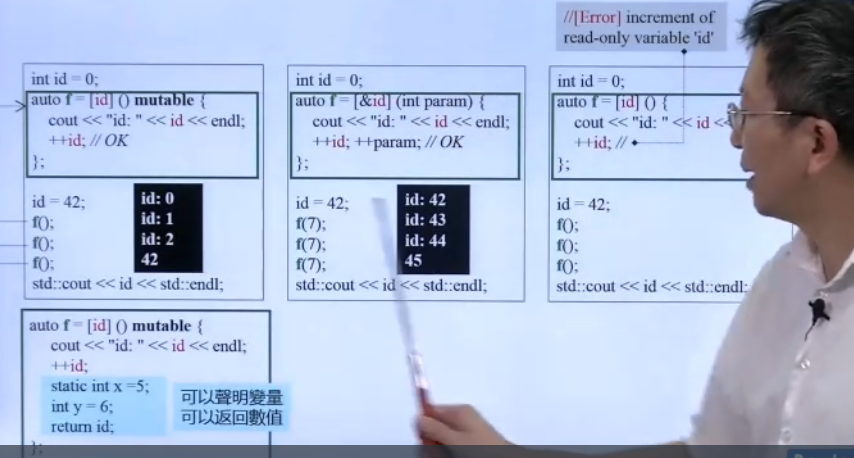 //[Error] increment of
read-only variable 'id'
int id = 0;
auto f = [id] () mutable {
cout << "id: " << id << endl;
++id; // OK
};
id = 42;
f();
f();
f();
std::cout << id << std::endl;
id: 0
id: 1
id: 2
42
int id = 0;
auto f = [&id] (int param) {
cout << "id: " << id << endl;
++id; ++param; // OK
};
id = 42;
f(7);
f(7);
f(7);
std::cout << id << std::endl;
id: 42
id: 43
id: 44
45
int id = 0;
auto f = [id] () {
cout << "id: " << id <<
++id; //
};
id = 42;
f();
f();
f();
std::cout << id << std::endl;
auto f = [id] () mutable {
cout << "id: " << id << endl;
++id;
static int x =5;
int y = 6;
return id;
};
可以聲明變量
可以返回數值